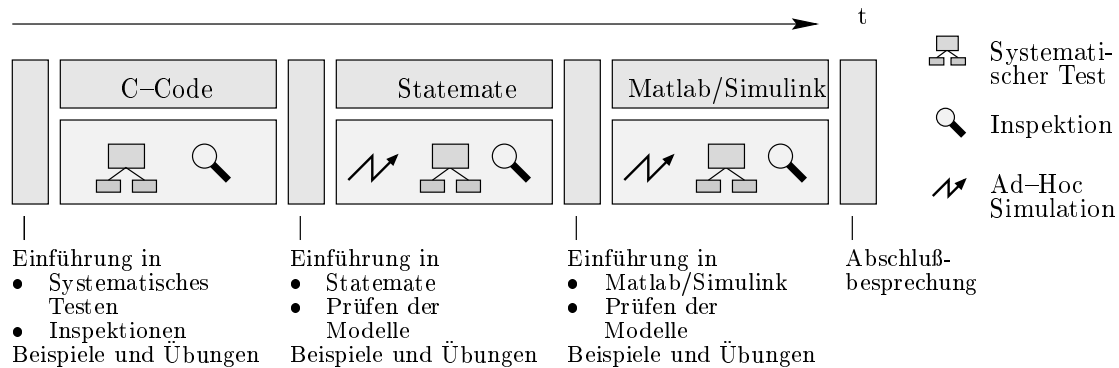 t
C–Code
Statemate
Matlab/Simulink
Systemati-
scher Test
Inspektion
Ad–Hoc
Simulation
Einführung in
● Systematisches
Testen
● Inspektionen
Beispiele und Übungen
Einführung in
● Statemate
● Prüfen der
Modelle
Beispiele und Übungen
Einführung in
● Matlab/Simulink
● Prüfen der
Modelle
Beispiele und Übungen
Abschluß-
besprechung